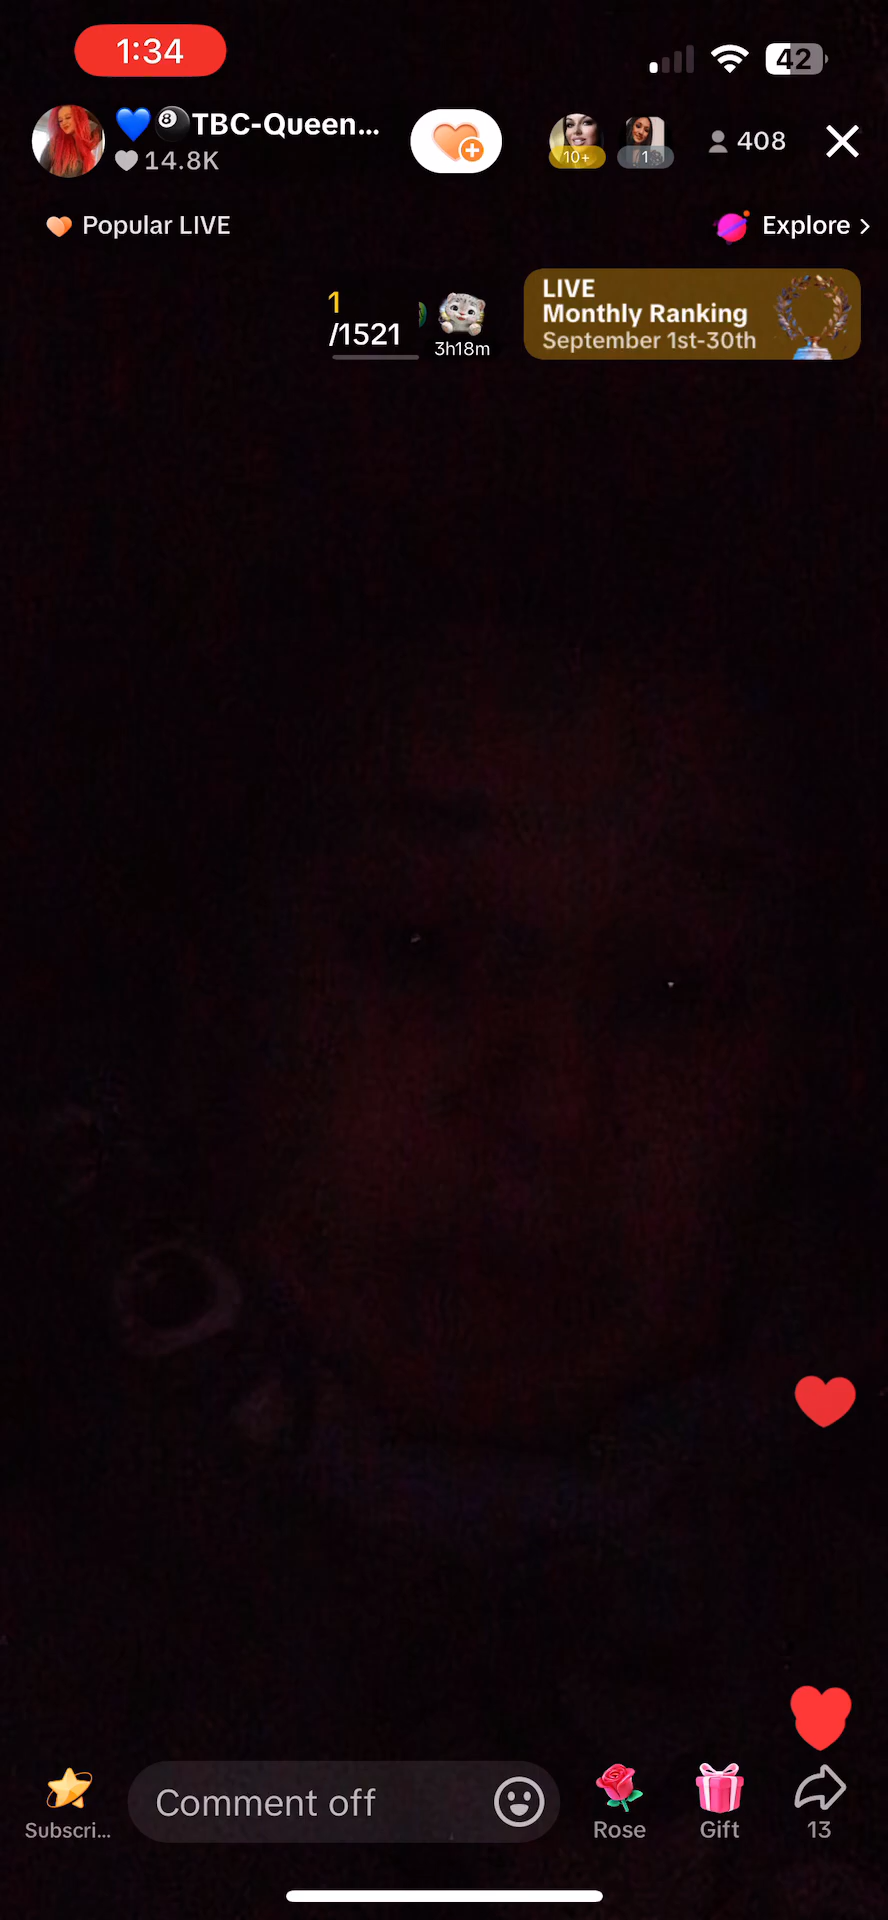 1:34
42
💙🎱TBC-Queen...
14.8K
10+
1
408
Popular LIVE
Explore >
1
/1521
3h18m
LIVE
Monthly Ranking
September 1st-30th
Comment off
Subscri...
Rose
Gift
13